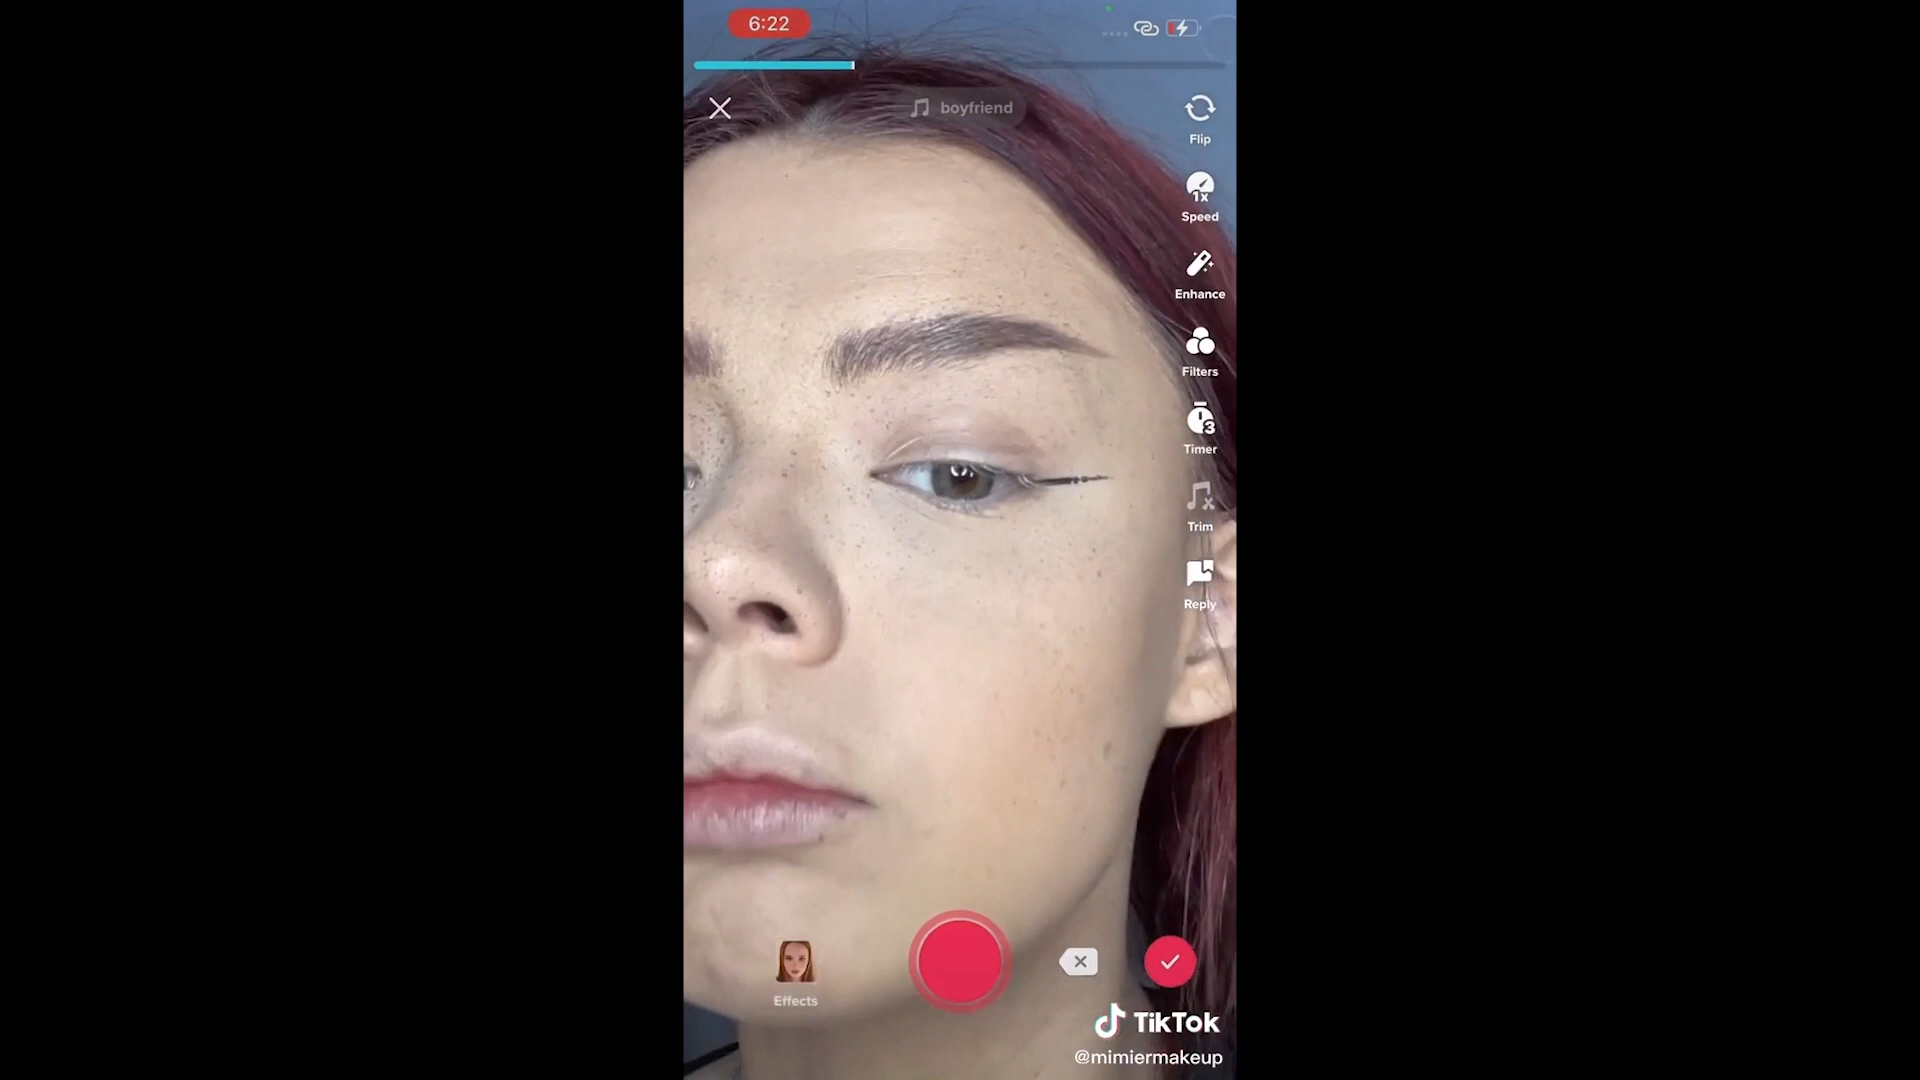 6:22
boyfriend
Flip
1x
Speed
Enhance
Filters
3
Timer
Trim
Reply
Effects
TikTok
@mimiermakeup